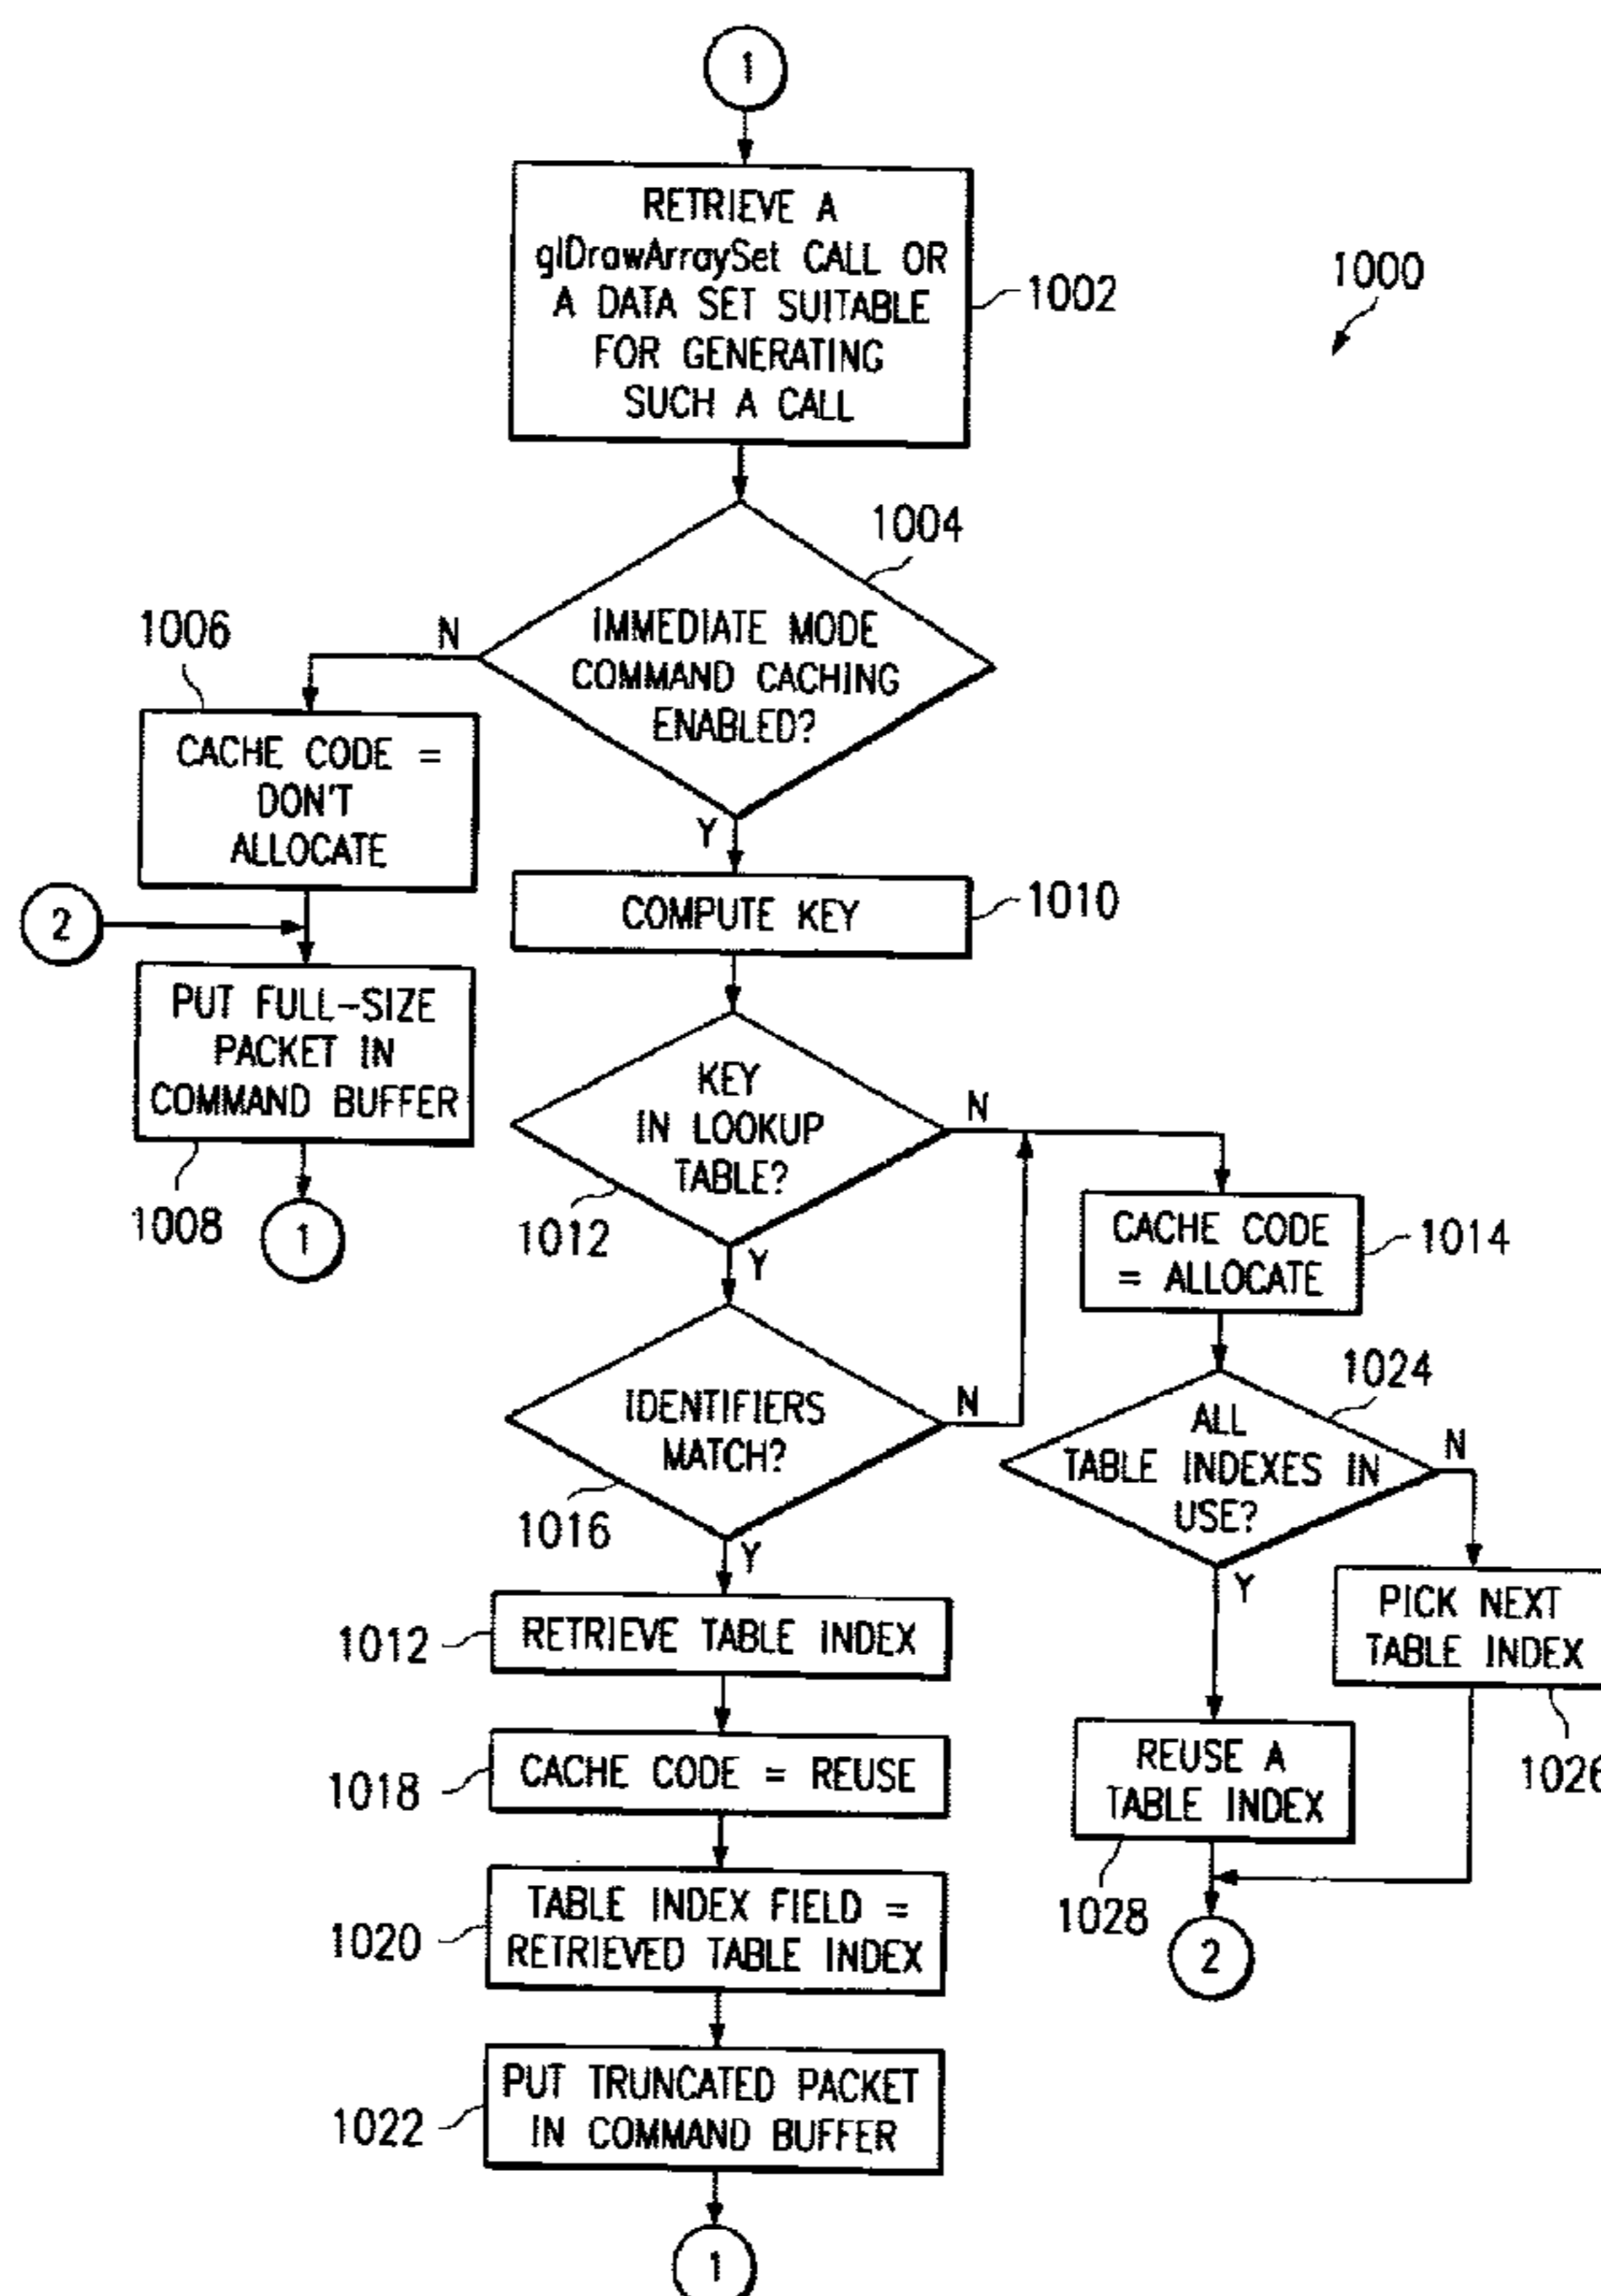 1
RETRIEVE A
glDrawArraySet CALL OR
A DATA SET SUITABLE
FOR GENERATING
SUCH A CALL
1002
1000
1004
IMMEDIATE MODE
COMMAND CACHING
ENABLED?
N
Y
1006
CACHE CODE =
DON'T
ALLOCATE
2
PUT FULL-SIZE
PACKET IN
COMMAND BUFFER
1008
1
COMPUTE KEY
1010
KEY
IN LOOKUP
TABLE?
1012
N
Y
CACHE CODE
= ALLOCATE
1014
IDENTIFIERS
MATCH?
1016
N
Y
1024
ALL
TABLE INDEXES IN
USE?
N
Y
PICK NEXT
TABLE INDEX
1026
REUSE A
TABLE INDEX
1028
2
1012
RETRIEVE TABLE INDEX
1018
CACHE CODE = REUSE
1020
TABLE INDEX FIELD =
RETRIEVED TABLE INDEX
1022
PUT TRUNCATED PACKET
IN COMMAND BUFFER
1